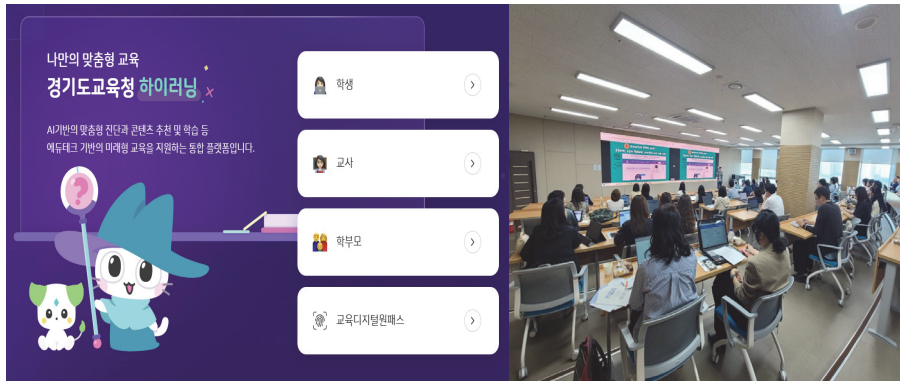 나만의 맞춤형 교육
경기도교육청 하이러닝
AI기반의 맞춤형 진단과 콘텐츠 추천 및 학습 등
에듀테크 기반의 미래형 교육을 지원하는 통합 플랫폼입니다.
?
학생
교사
학부모
교육디지털원패스